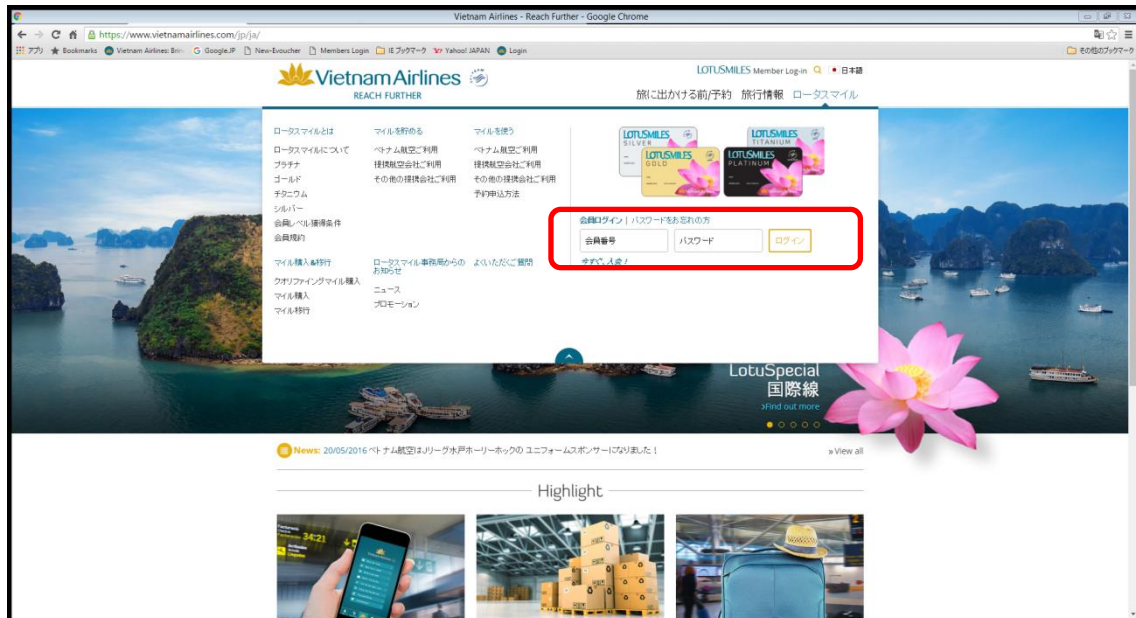 Vietnam Airlines - Reach Further - Google Chrome
https://www.vietnamairlines.com/jp/ja/
アプリ Bookmarks Vietnam Airlines: Brin Google.JP New-Evoucher Members Login IE ブックマーク Yahoo! JAPAN Login その他のブックマーク
Vietnam Airlines
REACH FURTHER
LOTUSMILES Member Log-in 日本語
旅に出かける前/予約 旅行情報 ロータスマイル
ロータスマイルとは マイルを貯める マイルを使う
ロータスマイルについて ベトナム航空ご利用 ベトナム航空ご利用
プラチナ 提携航空会社ご利用 提携航空会社ご利用
ゴールド その他の提携会社ご利用 その他の提携会社ご利用
チタニウム 予約申込方法
シルバー
会員レベル獲得条件
会員規約
LOTUSMILES SILVER
LOTUSMILES TITANIUM
LOTUSMILES GOLD
LOTUSMILES PLATINUM
会員ログイン | パスワードをお忘れの方
会員番号 パスワード ログイン
今すぐ、入会!
マイル購入&移行 ロータスマイル事務局からのお知らせ よくいただくご質問
クオリファイングマイル購入 ニュース
マイル購入 プロモーション
マイル移行
LotuSpecial
国際線
>Find out more
News: 20/05/2016 ベトナム航空はJリーグ水戸ホーリーホックの ユニフォームスポンサーになりました!
» View all
Highlight
34:21